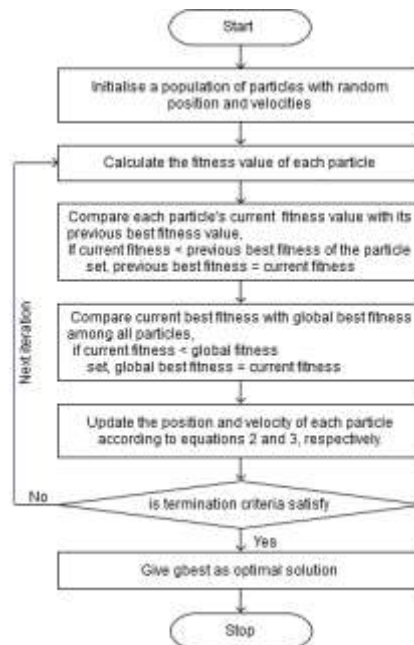 Start
Initialise a population of particles with random
position and velocities
Calculate the fitness value of each particle
Compare each particle's current fitness value with its
previous best fitness value,
If current fitness < previous best fitness of the particle
set, previous best fitness = current fitness
Compare current best fitness with global best fitness
among all particles,
if current fitness < global fitness
set, global best fitness = current fitness
Next iteration
Update the position and velocity of each particle
according to equations 2 and 3, respectively.
No
is termination criteria satisfy
Yes
Give gbest as optimal solution
Stop